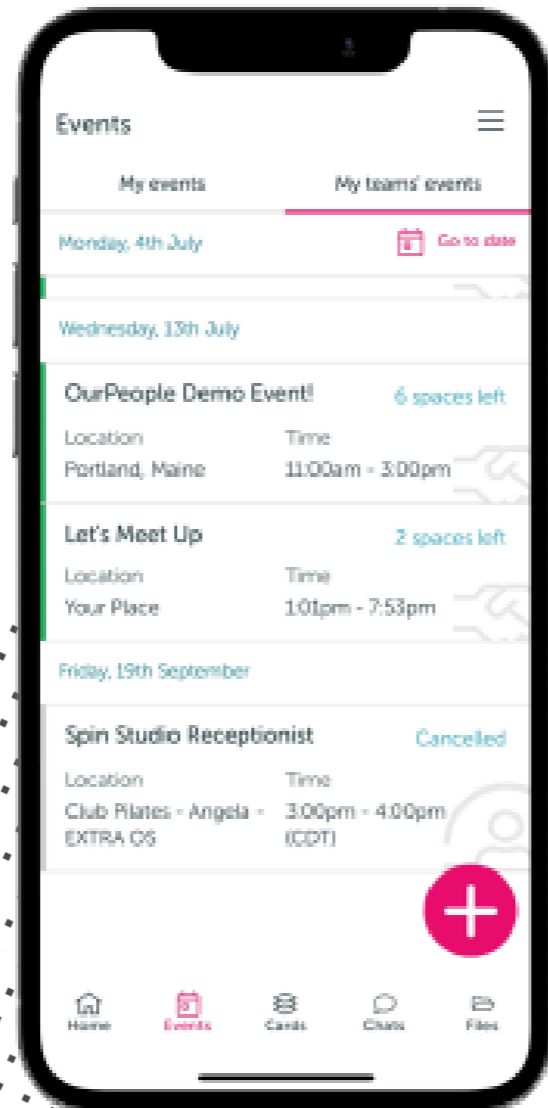 Events
My events My teams' events
Monday, 4th July Go to date
Wednesday, 13th July
OurPeople Demo Event! 6 spaces left
Location Time
Portland, Maine 11:00am - 3:00pm
Let's Meet Up 2 spaces left
Location Time
Your Place 1:01pm - 7:53pm
Friday, 19th September
Spin Studio Receptionist Cancelled
Location Time
Club Pilates - Angela - 3:00pm - 4:00pm
EXTRA OS (CDT)
Home Events Cards Chats Files